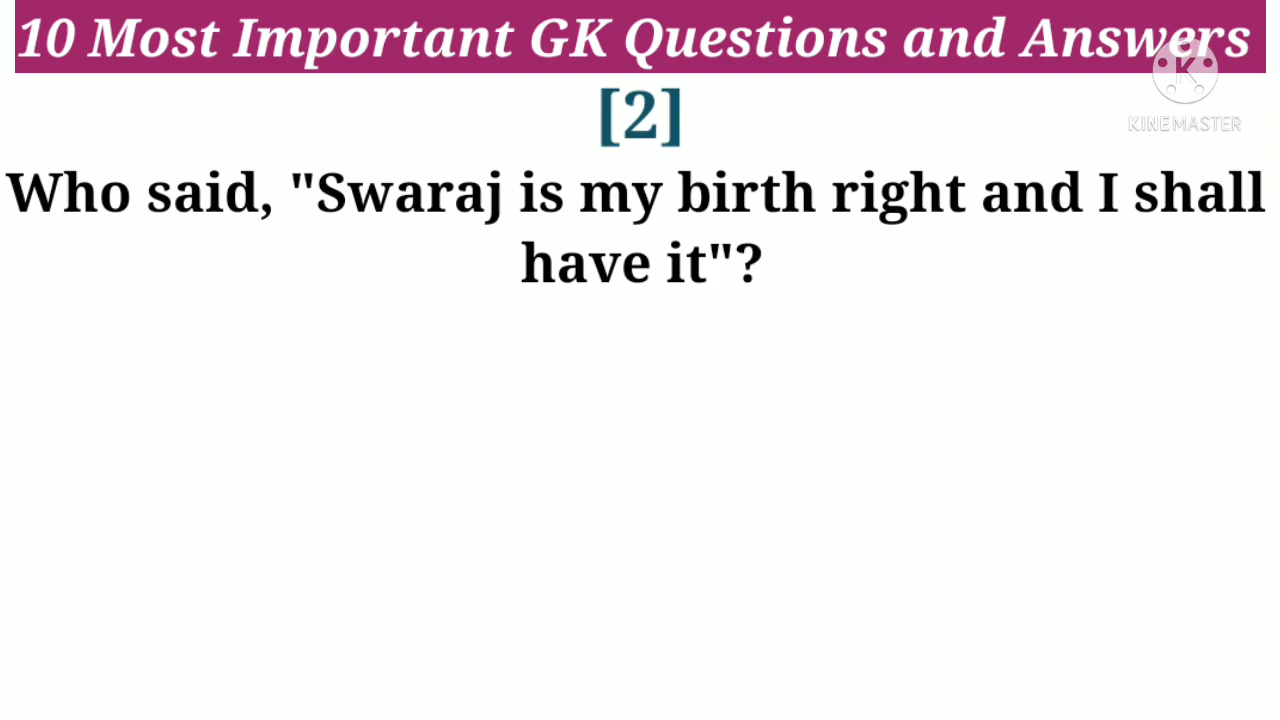 10 Most Important GK Questions and Answers
KINEMASTER
[2]
Who said, "Swaraj is my birth right and I shall
have it"?